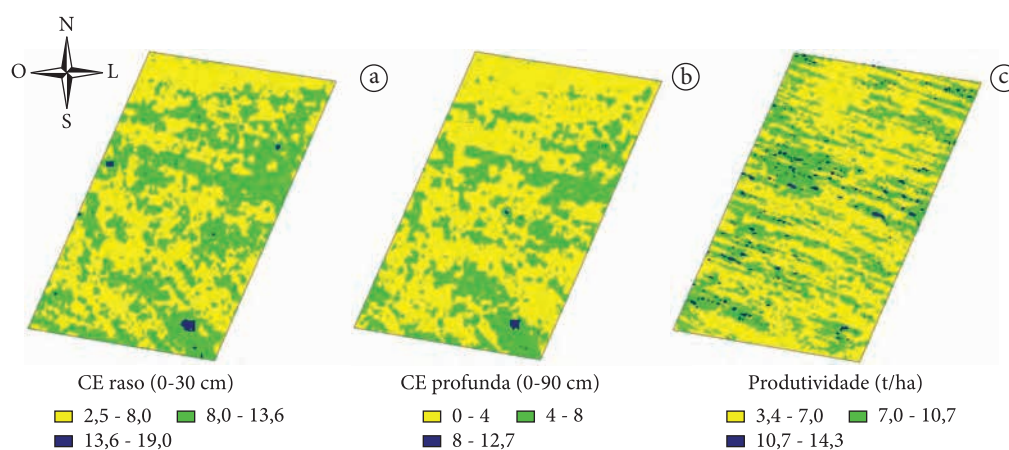 N
O L
S
a
b
c
CE raso (0-30 cm)
2,5 - 8,0 8,0 - 13,6
13,6 - 19,0
CE profunda (0-90 cm)
0 - 4 4 - 8
8 - 12,7
Produtividade (t/ha)
3,4 - 7,0 7,0 - 10,7
10,7 - 14,3